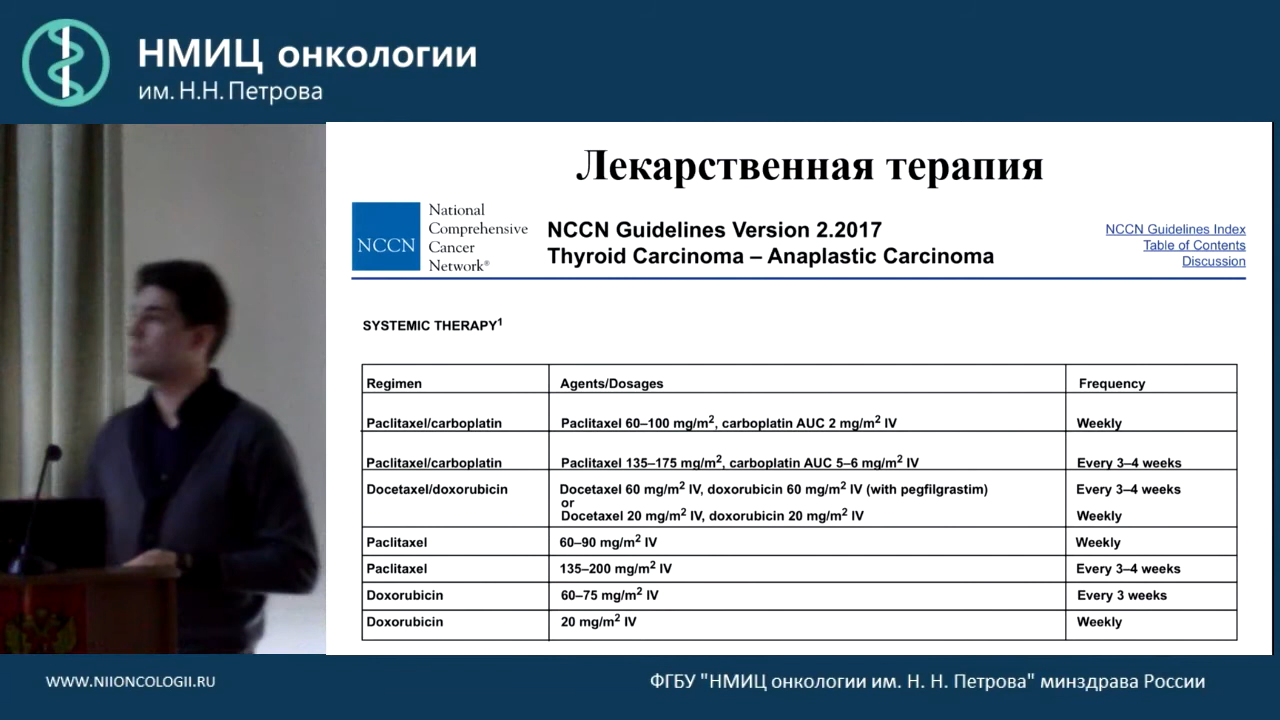 НМИЦ онкологии
им. Н.Н. Петрова
Лекарственная терапия
NCCN
National
Comprehensive
Cancer
Network®
NCCN Guidelines Version 2.2017
Thyroid Carcinoma – Anaplastic Carcinoma
NCCN Guidelines Index
Table of Contents
Discussion
SYSTEMIC THERAPY¹
Regimen Agents/Dosages Frequency
Paclitaxel/carboplatin Paclitaxel 60–100 mg/m², carboplatin AUC 2 mg/m² IV Weekly
Paclitaxel/carboplatin Paclitaxel 135–175 mg/m², carboplatin AUC 5–6 mg/m² IV Every 3–4 weeks
Docetaxel/doxorubicin Docetaxel 60 mg/m² IV, doxorubicin 60 mg/m² IV (with pegfilgrastim) Every 3–4 weeks
or
Docetaxel 20 mg/m² IV, doxorubicin 20 mg/m² IV Weekly
Paclitaxel 60–90 mg/m² IV Weekly
Paclitaxel 135–200 mg/m² IV Every 3–4 weeks
Doxorubicin 60–75 mg/m² IV Every 3 weeks
Doxorubicin 20 mg/m² IV Weekly
WWW.NIIONCOLOGII.RU
ФГБУ "НМИЦ онкологии им. Н. Н. Петрова" минздрава России